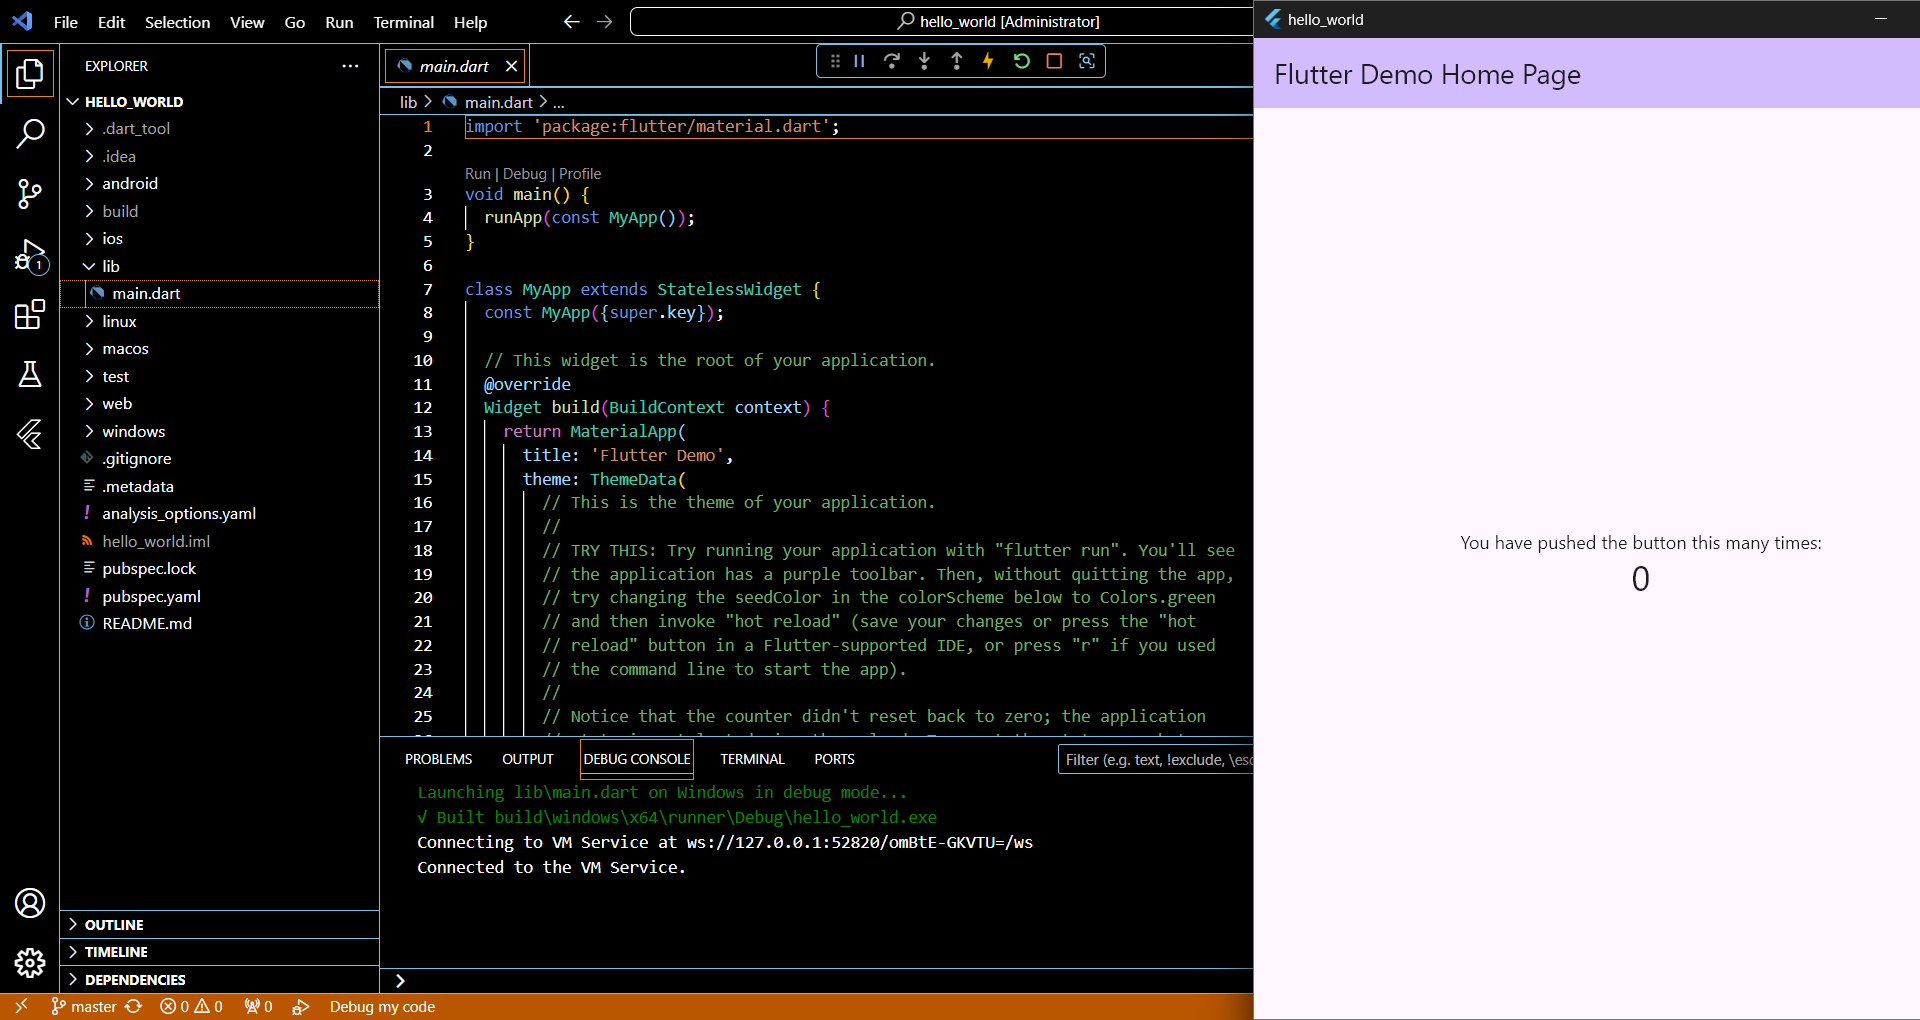 File Edit Selection View Go Run Terminal Help
hello_world [Administrator]
EXPLORER
HELLO_WORLD
.dart_tool
.idea
android
build
ios
lib
main.dart
linux
macos
test
web
windows
.gitignore
.metadata
analysis_options.yaml
hello_world.iml
pubspec.lock
pubspec.yaml
README.md
OUTLINE
TIMELINE
DEPENDENCIES
1
main.dart
lib > main.dart > ...
1 import 'package:flutter/material.dart';
2
Run | Debug | Profile
3 void main() {
4 runApp(const MyApp());
5 }
6
7 class MyApp extends StatelessWidget {
8 const MyApp({super.key});
9
10 // This widget is the root of your application.
11 @override
12 Widget build(BuildContext context) {
13 return MaterialApp(
14 title: 'Flutter Demo',
15 theme: ThemeData(
16 // This is the theme of your application.
17 //
18 // TRY THIS: Try running your application with "flutter run". You'll see
19 // the application has a purple toolbar. Then, without quitting the app,
20 // try changing the seedColor in the colorScheme below to Colors.green
21 // and then invoke "hot reload" (save your changes or press the "hot
22 // reload" button in a Flutter-supported IDE, or press "r" if you used
23 // the command line to start the app).
24 //
25 // Notice that the counter didn't reset back to zero; the application
PROBLEMS OUTPUT DEBUG CONSOLE TERMINAL PORTS
Filter (e.g. text, !exclude, \esc
Launching lib\main.dart on Windows in debug mode...
√ Built build\windows\x64\runner\Debug\hello_world.exe
Connecting to VM Service at ws://127.0.0.1:52820/omBtE-GKVTU=/ws
Connected to the VM Service.
>
master 0 0 0 Debug my code
hello_world
Flutter Demo Home Page
You have pushed the button this many times:
0